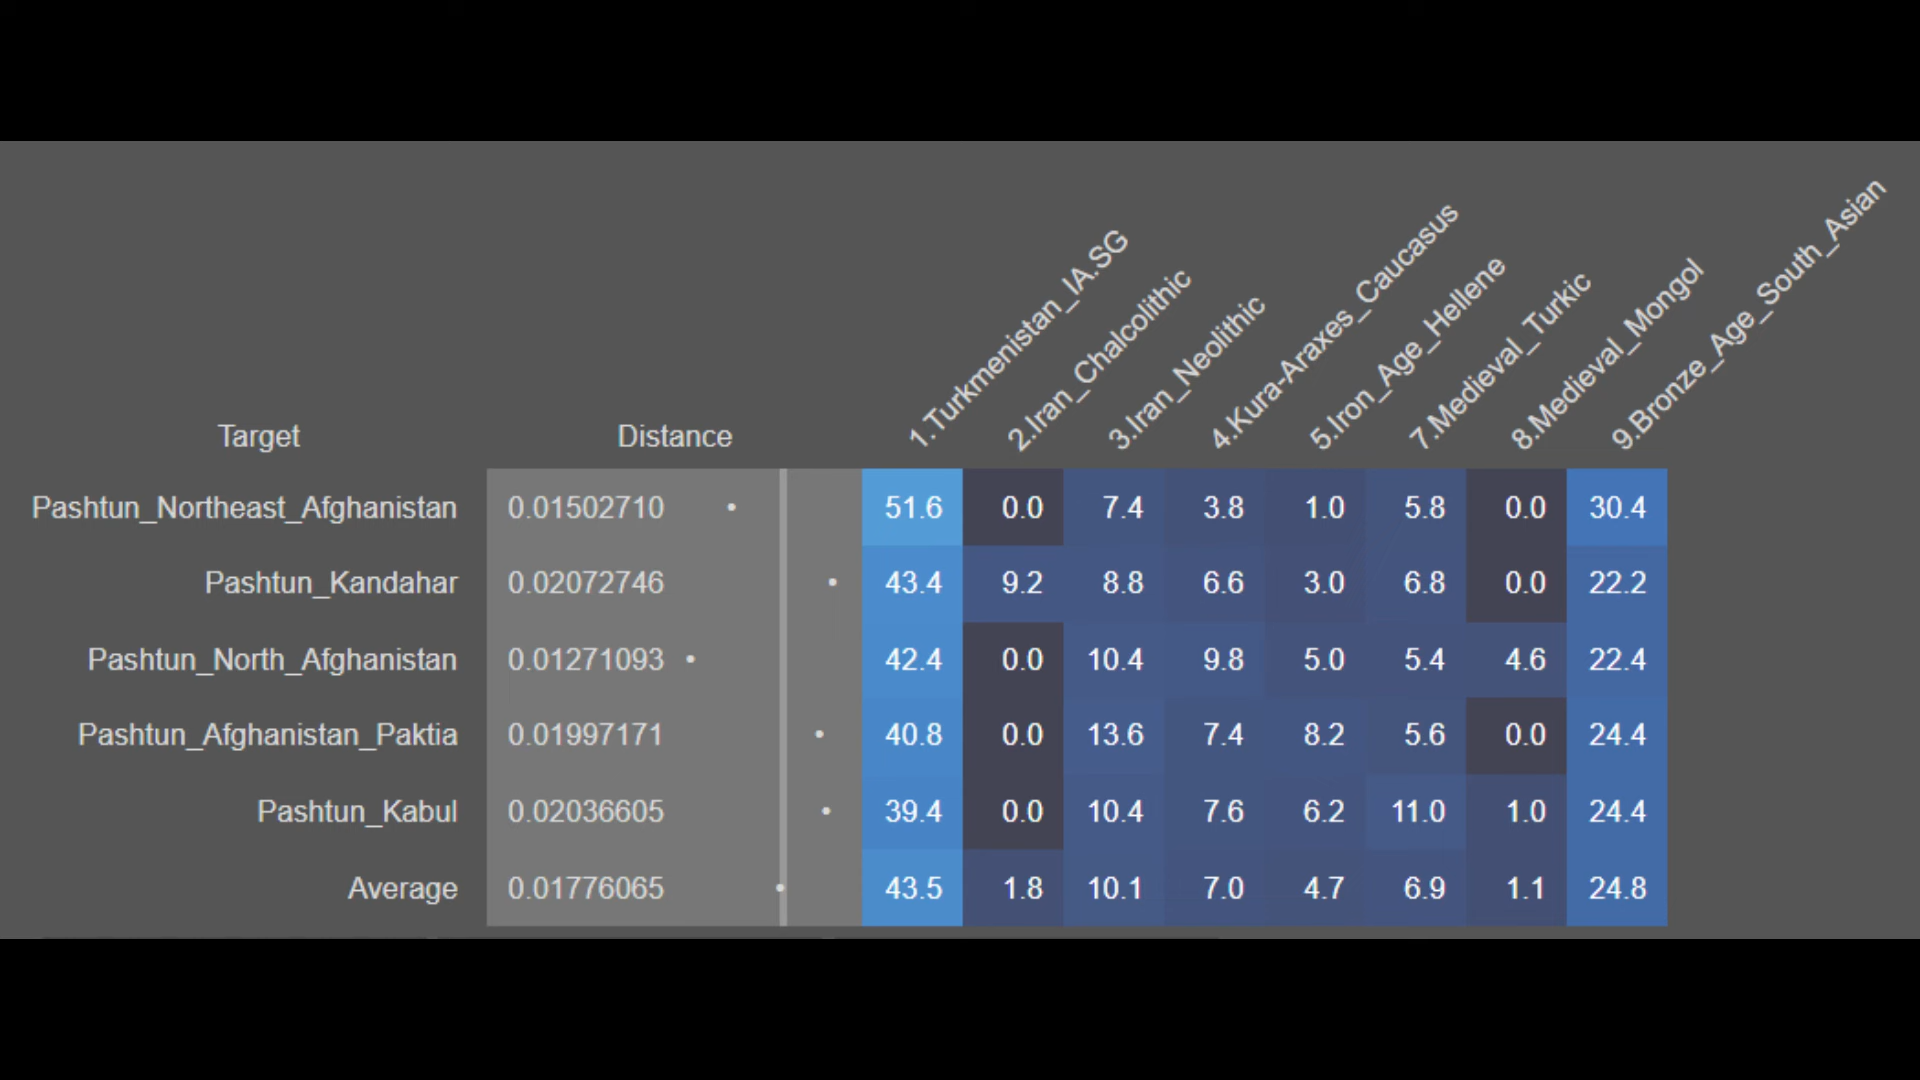 Target Distance 1.Turkmenistan_IA.SG 2.Iran_Chalcolithic 3.Iran_Neolithic 4.Kura-Araxes_Caucasus 5.Iron_Age_Hellene 7.Medieval_Turkic 8.Medieval_Mongol 9.Bronze_Age_South_Asian
Pashtun_Northeast_Afghanistan 0.01502710 51.6 0.0 7.4 3.8 1.0 5.8 0.0 30.4
Pashtun_Kandahar 0.02072746 43.4 9.2 8.8 6.6 3.0 6.8 0.0 22.2
Pashtun_North_Afghanistan 0.01271093 42.4 0.0 10.4 9.8 5.0 5.4 4.6 22.4
Pashtun_Afghanistan_Paktia 0.01997171 40.8 0.0 13.6 7.4 8.2 5.6 0.0 24.4
Pashtun_Kabul 0.02036605 39.4 0.0 10.4 7.6 6.2 11.0 1.0 24.4
Average 0.01776065 43.5 1.8 10.1 7.0 4.7 6.9 1.1 24.8